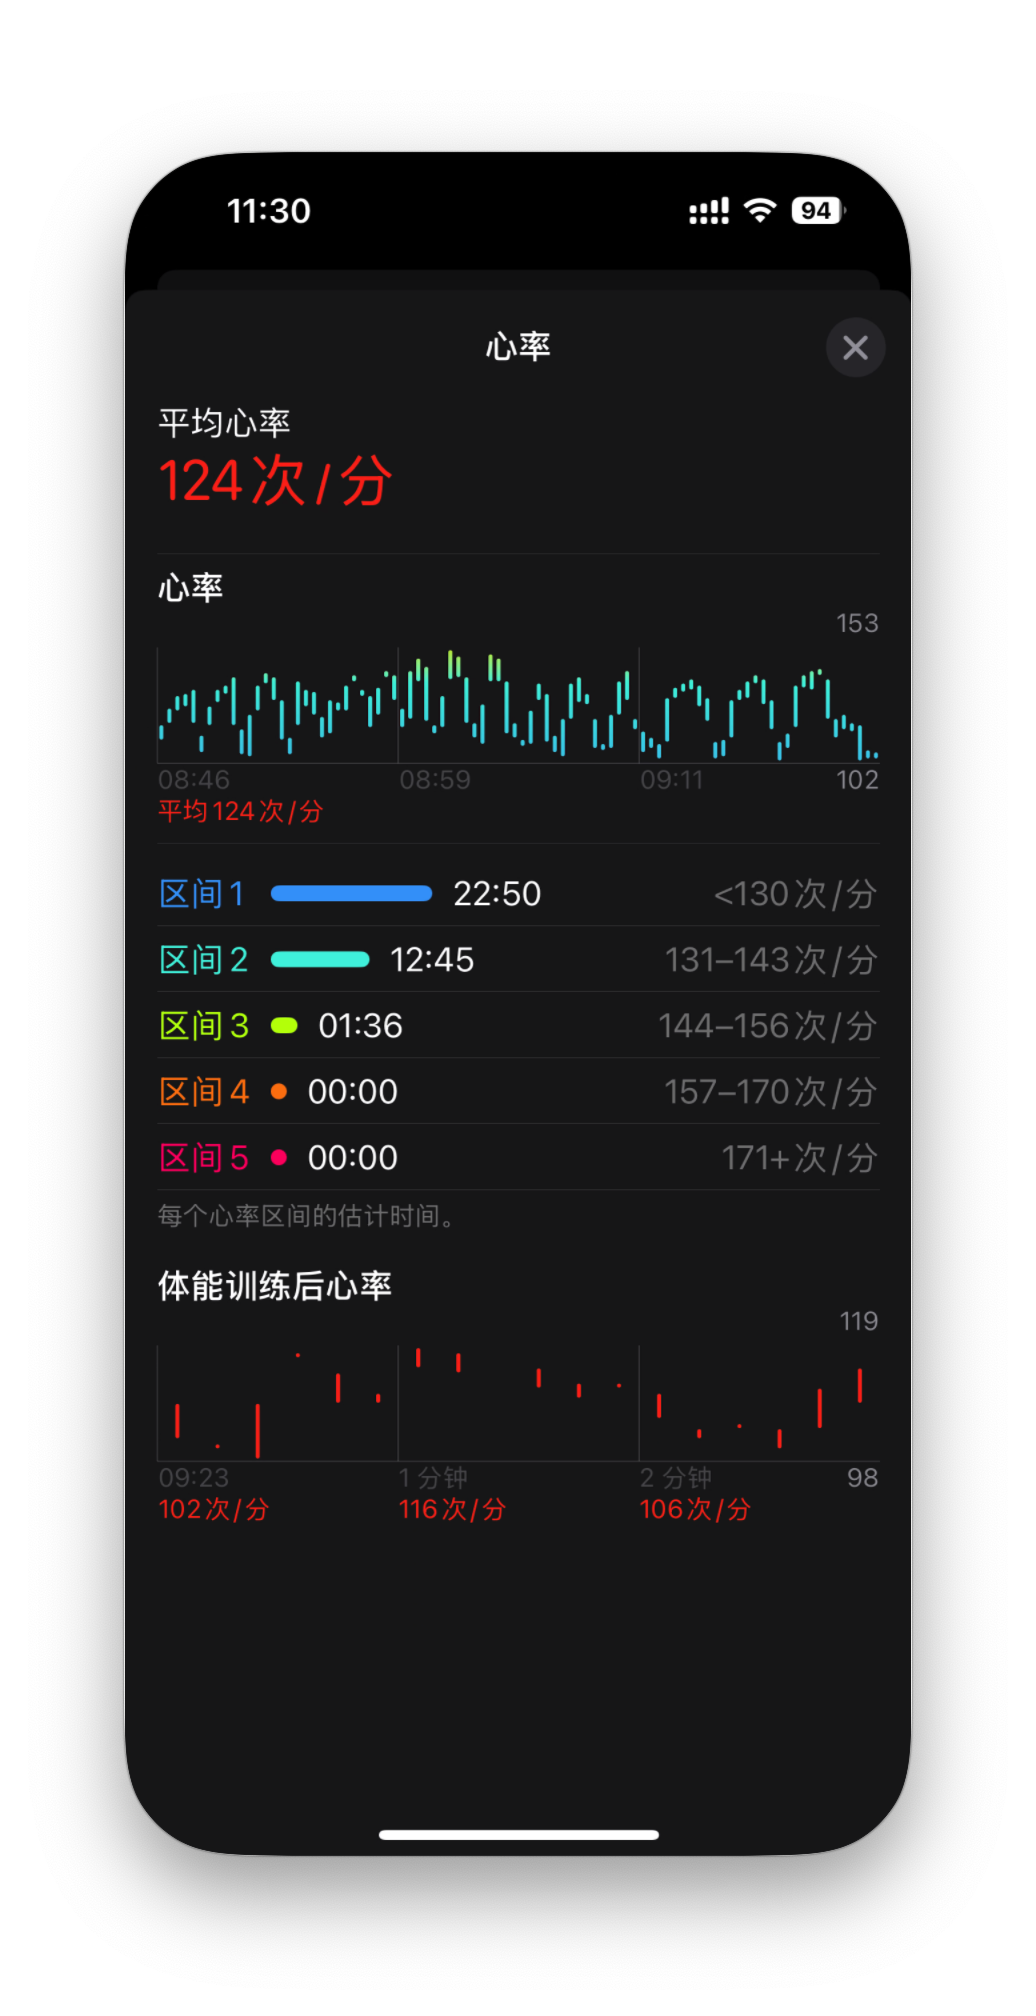 11:30
94
心率
平均心率
124次/分
心率
153
08:46 08:59 09:11 102
平均124次/分
区间1 22:50 <130次/分
区间2 12:45 131–143次/分
区间3 01:36 144–156次/分
区间4 00:00 157–170次/分
区间5 00:00 171+次/分
每个心率区间的估计时间。
体能训练后心率
119
09:23 1 分钟 2 分钟 98
102次/分 116次/分 106次/分